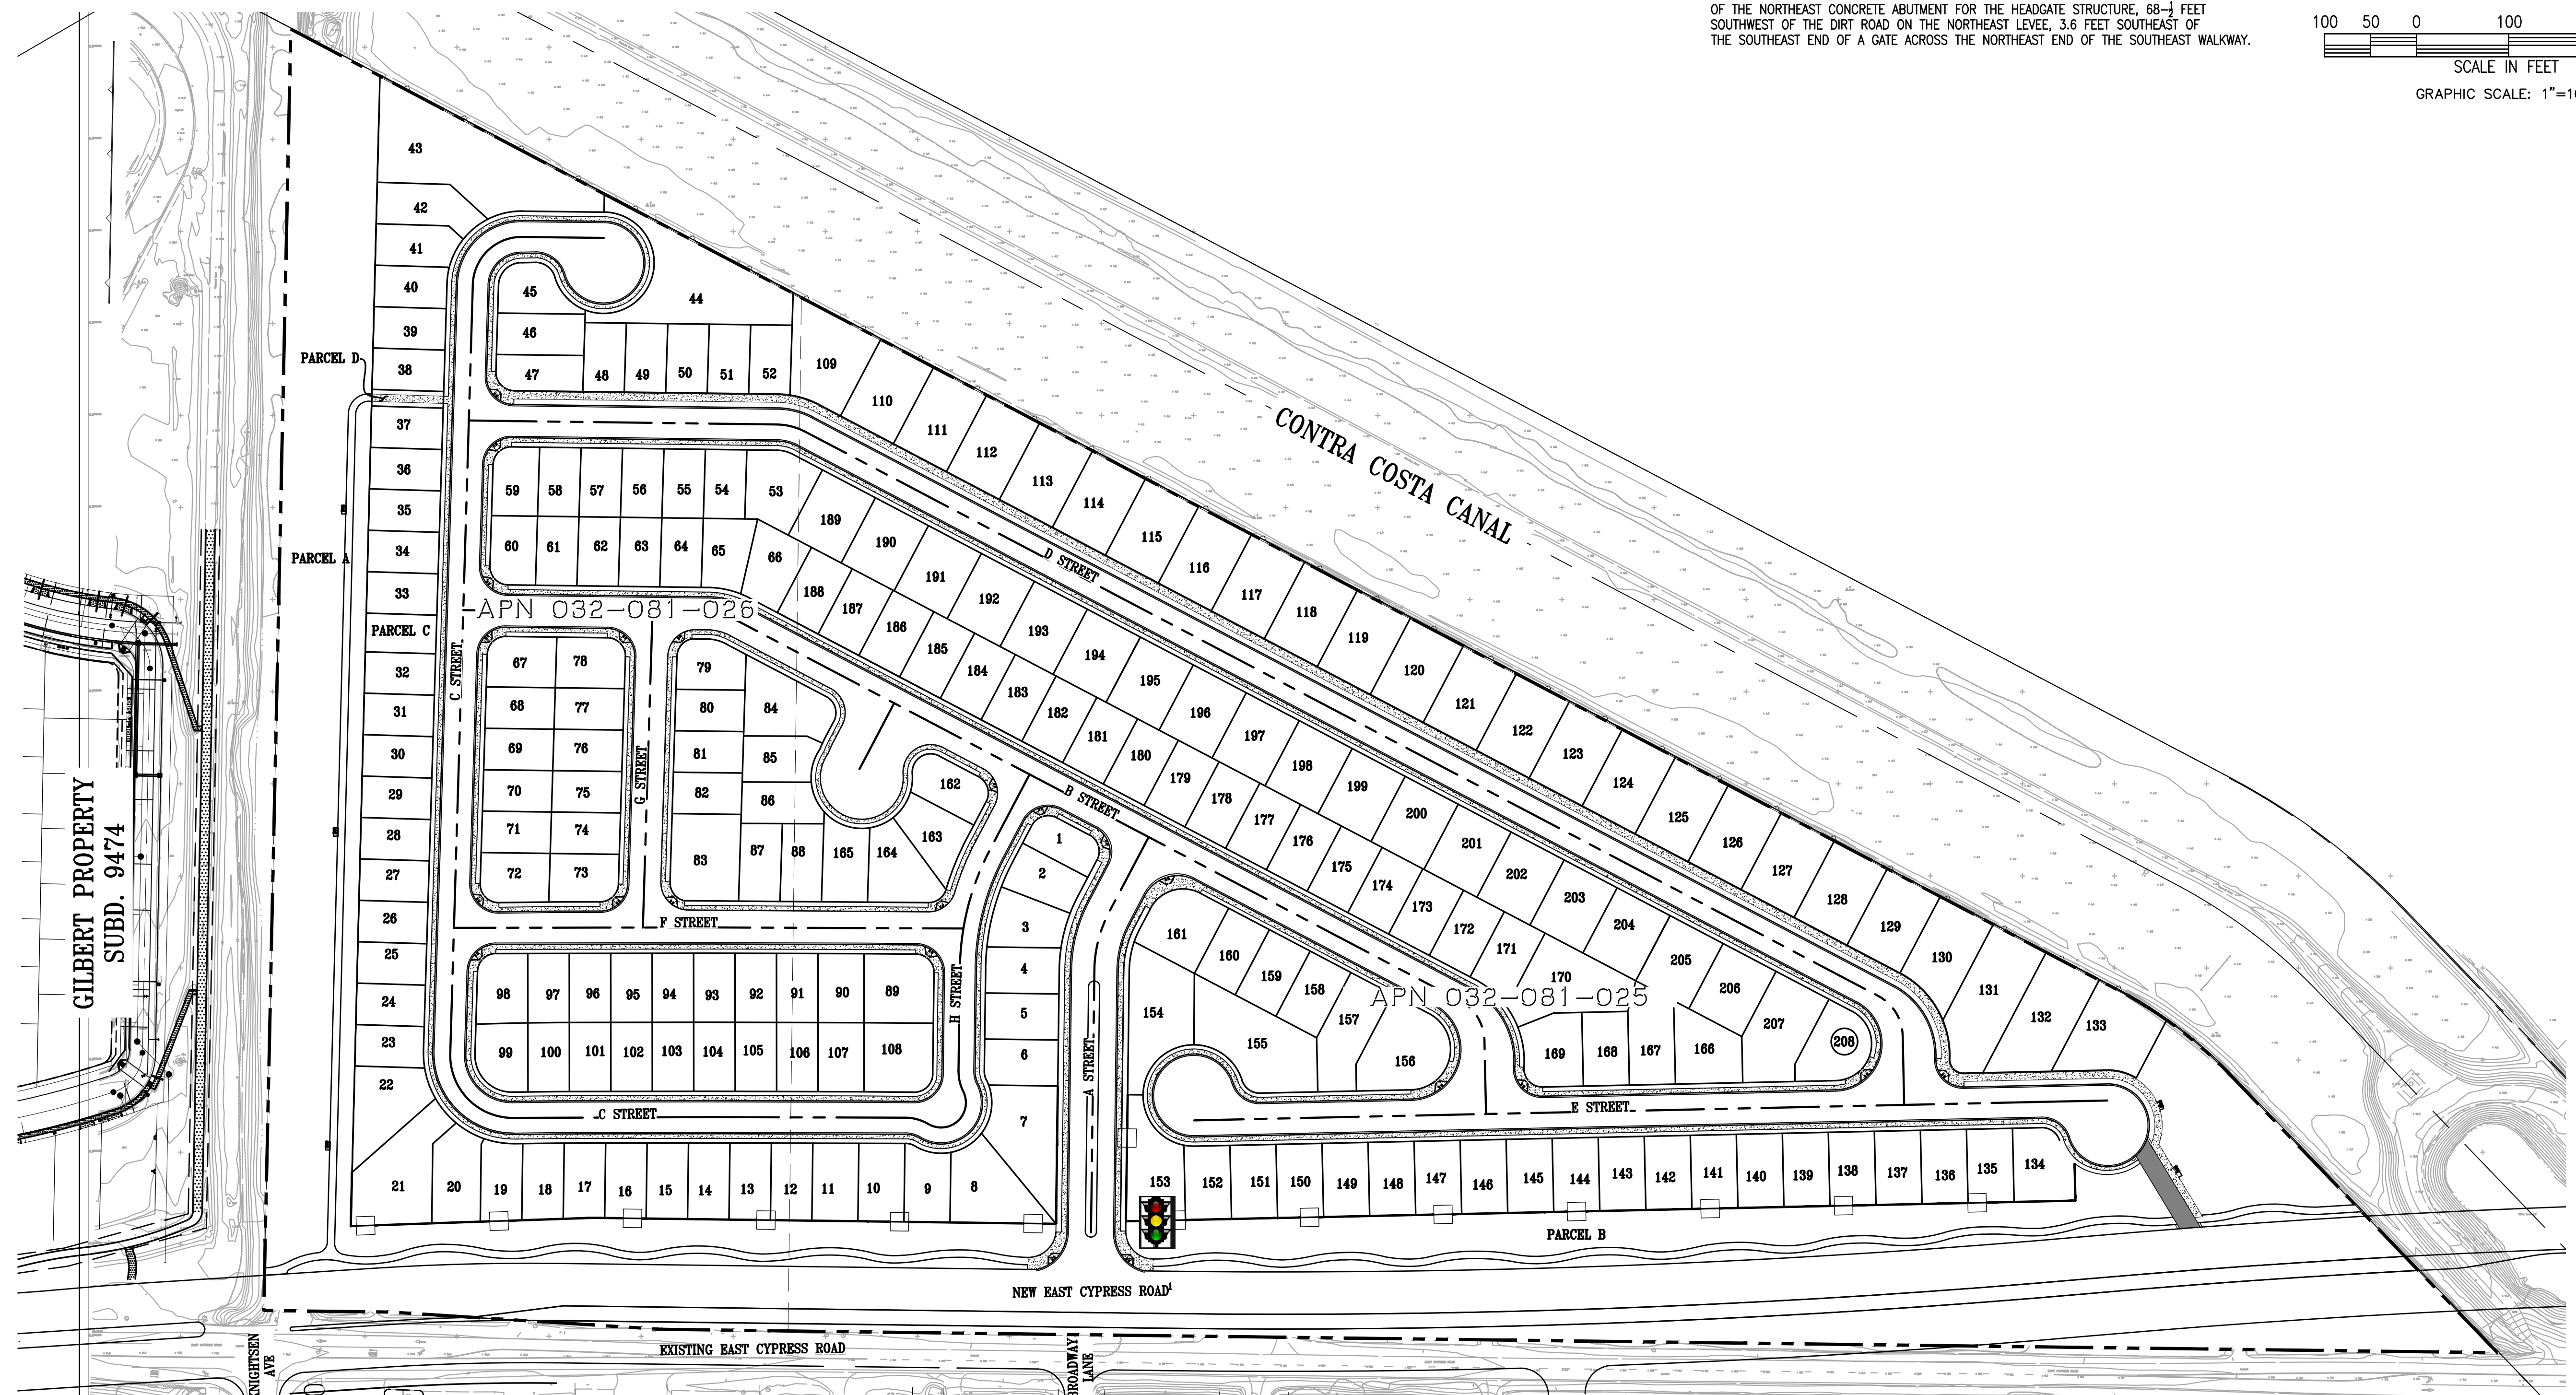 OF THE NORTHEAST CONCRETE ABUTMENT FOR THE HEADGATE STRUCTURE, 68-½ FEET
SOUTHWEST OF THE DIRT ROAD ON THE NORTHEAST LEVEE, 3.6 FEET SOUTHEAST OF
THE SOUTHEAST END OF A GATE ACROSS THE NORTHEAST END OF THE SOUTHEAST WALKWAY.
100 50 0 100
SCALE IN FEET
GRAPHIC SCALE: 1"=1
43
42
41
40
39
38
PARCEL D
37
36
35
34
33
PARCEL A
PARCEL C
32
31
30
29
28
27
26
25
24
23
22
45
46
47
44
48 49 50 51 52
109
110
111
112
113
114
115
116
117
118
119
120
121
122
123
124
125
126
127
128
129
130
131
132
133
CONTRA COSTA CANAL
59 58 57 56 55 54 53
60 61 62 63 64 65 66
189
190
191
192
193
194
195
196
197
198
199
200
201
202
203
204
205
206
207
208
188
187
186
185
184
183
182
181
180
179
178
177
176
175
174
173
172
171
170
D STREET
APN 032-081-026
C STREET
67 78
68 77
69 76
70 75
71 74
72 73
G STREET
79
80 84
81 85
82 86
83 87 88 165 164 163
162
B STREET
F STREET
98 97 96 95 94 93 92 91 90 89
99 100 101 102 103 104 105 106 107 108
H STREET
C STREET
1
2
3
4
5
6
7
A STREET
161
160
159
158
157
154
155
156
APN 032-081-025
169 168 167 166
E STREET
21 20 19 18 17 16 15 14 13 12 11 10 9 8
153 152 151 150 149 148 147 146 145 144 143 142 141 140 139 138 137 136 135 134
PARCEL B
GILBERT PROPERTY
SUBD. 9474
NEW EAST CYPRESS ROAD¹
EXISTING EAST CYPRESS ROAD
KNIGHTSEN
AVE
BROADWAY
LANE